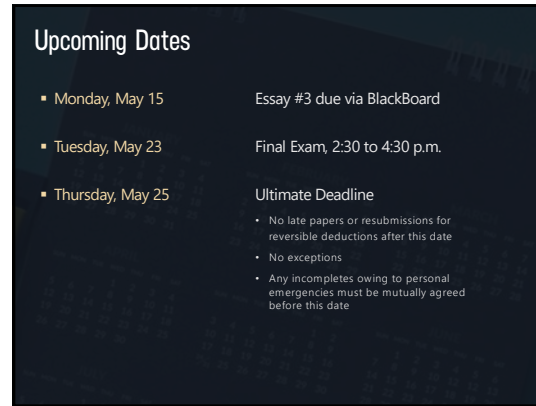 Upcoming Dates
▪ Monday, May 15 Essay #3 due via BlackBoard
▪ Tuesday, May 23 Final Exam, 2:30 to 4:30 p.m.
▪ Thursday, May 25 Ultimate Deadline
• No late papers or resubmissions for
reversible deductions after this date
• No exceptions
• Any incompletes owing to personal
emergencies must be mutually agreed
before this date